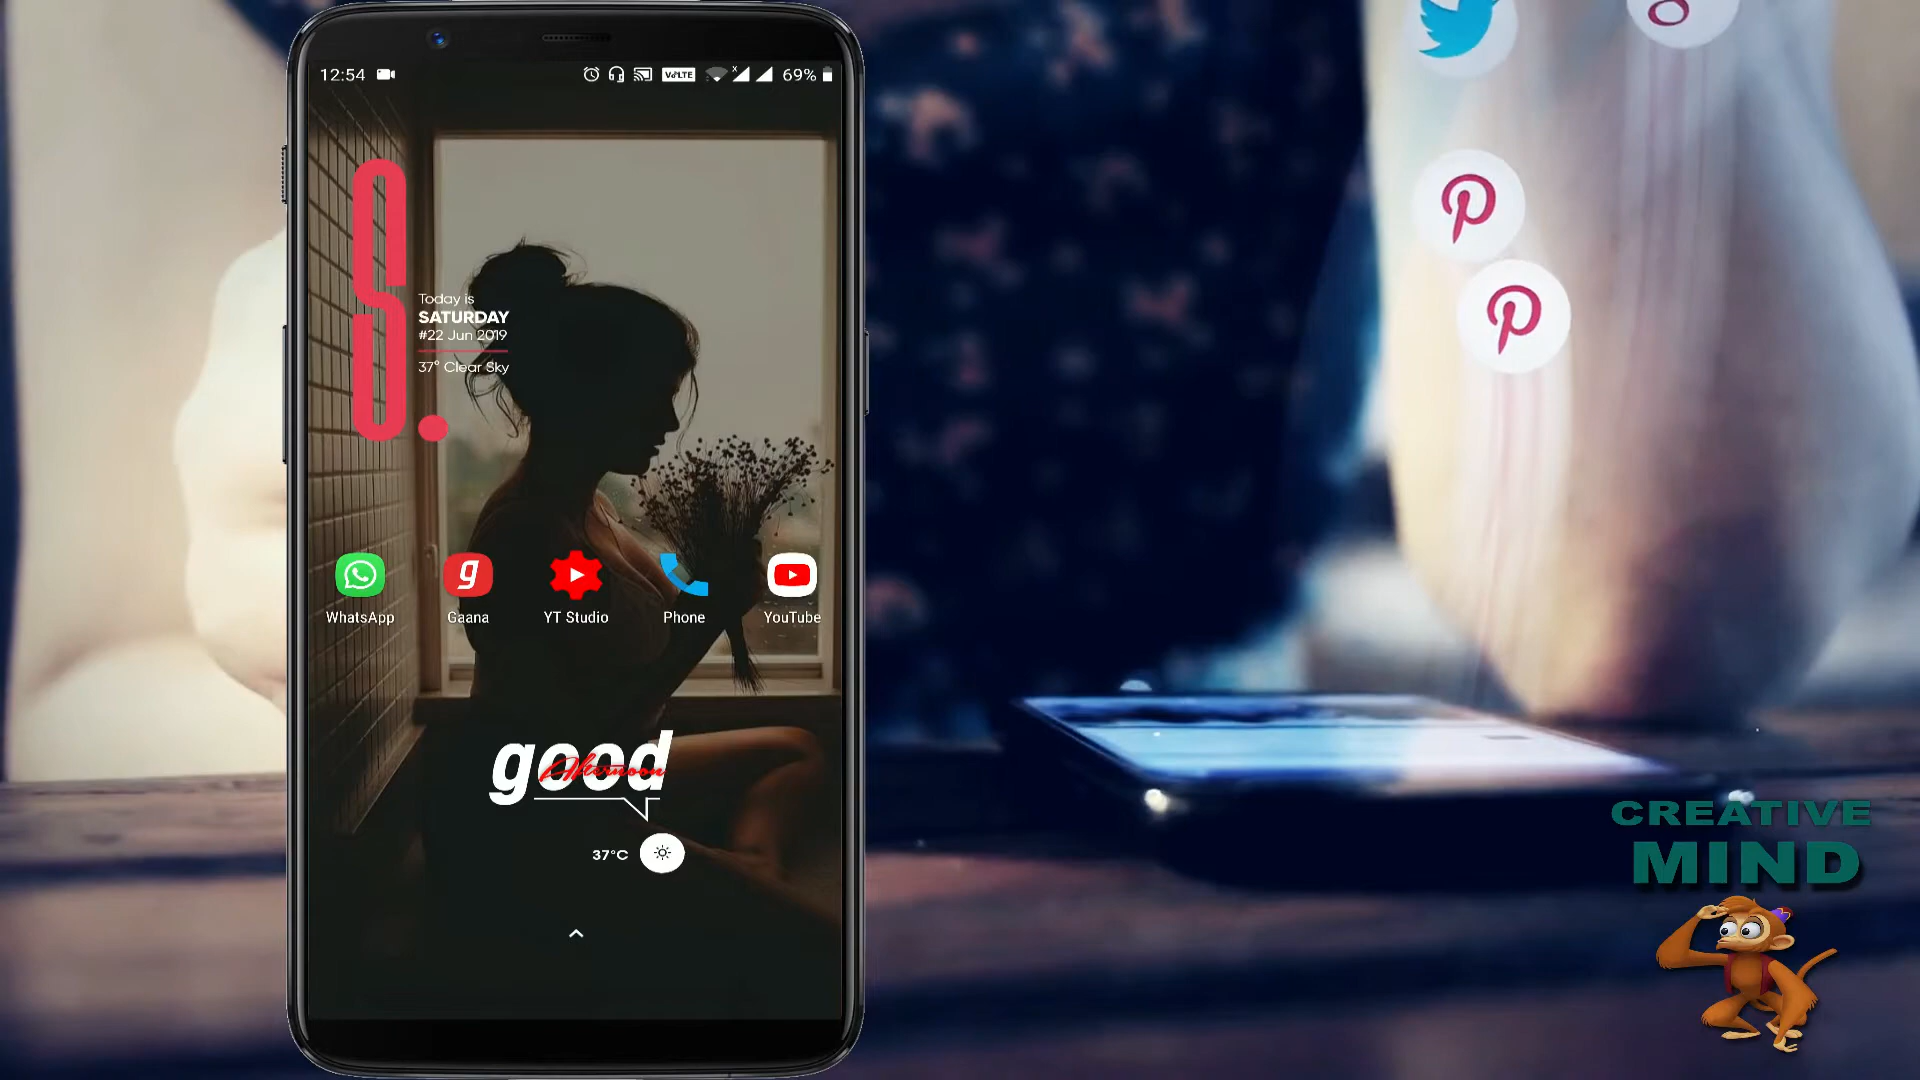 12:54
VoLTE
69%
S.
Today is
SATURDAY
#22 Jun 2019
37° Clear Sky
WhatsApp
Gaana
YT Studio
Phone
YouTube
good
Afternoon
37°C
CREATIVE
MIND